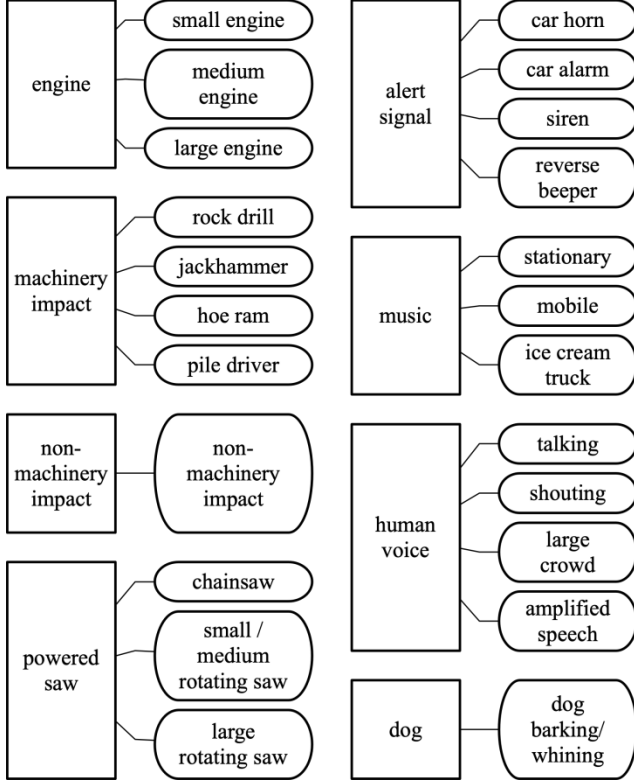 engine
small engine
medium
engine
large engine
machinery
impact
rock drill
jackhammer
hoe ram
pile driver
non-
machinery
impact
non-
machinery
impact
powered
saw
chainsaw
small /
medium
rotating saw
large
rotating saw
alert
signal
car horn
car alarm
siren
reverse
beeper
music
stationary
mobile
ice cream
truck
human
voice
talking
shouting
large
crowd
amplified
speech
dog
dog
barking/
whining